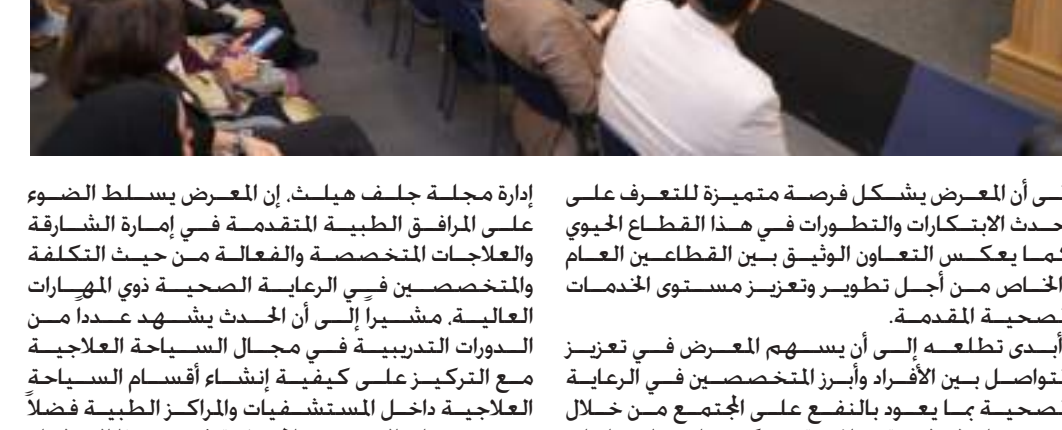 أن المعرض يشكل فرصة متميزة للتعرف على
الابتكارات والتطورات في هذا القطاع الحيوي
كما يعكس التعاون الوثيق بين القطاعين العام
الخاص من أجل تطوير وتعزيز مستوى الخدمات
لصحية المقدمة.
أبدى تطلعه إلى أن يسهم المعرض في تعزيز
لتواصل بين الأفراد وأبرز المتخصصين في الرعاية
لصحية بما يعود بالنفع على المجتمع من خلال
إدارة مجلة جلف هيلث، إن المعرض يسلط الضوء
على المرافق الطبية المتقدمة في إمارة الشارقة
والعلاجات المتخصصة والفعالة من حيث التكلفة
والمتخصصين في الرعاية الصحية ذوي المهارات
العالية، مشيرا إلى أن الحدث يشهد عددا من
الدورات التدريبية في مجال السياحة العلاجية
مع التركيز على كيفية إنشاء أقسام السياحة
العلاجية داخل المستشفيات والمراكز الطبية فضلاً